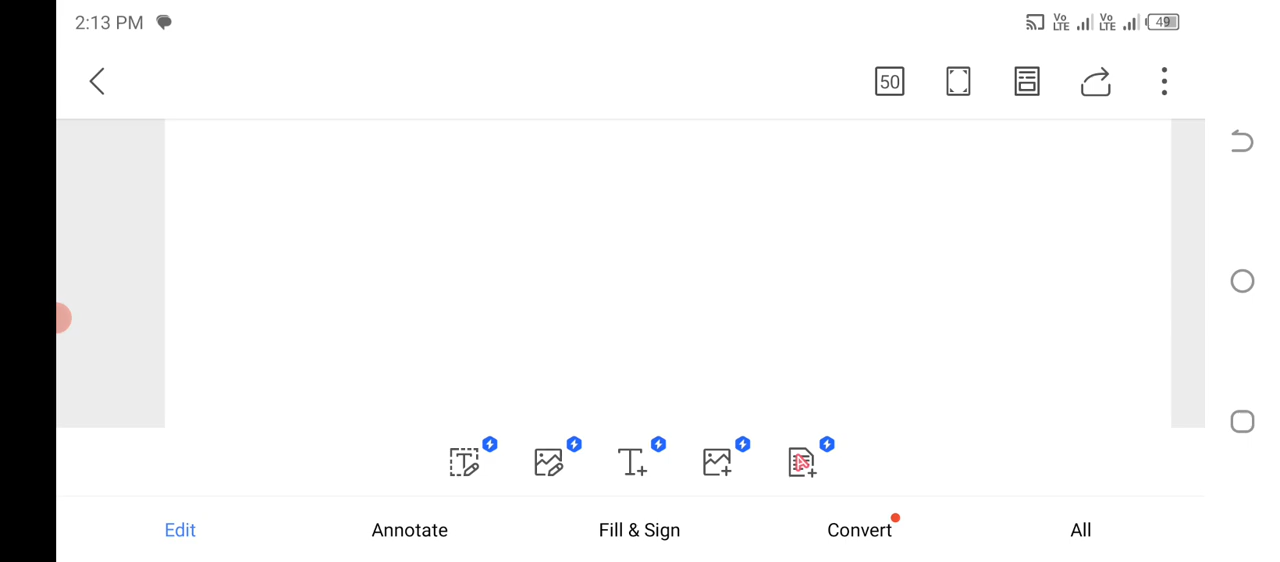 2:13 PM Vo LTE Vo LTE 49
50
Edit Annotate Fill & Sign Convert All